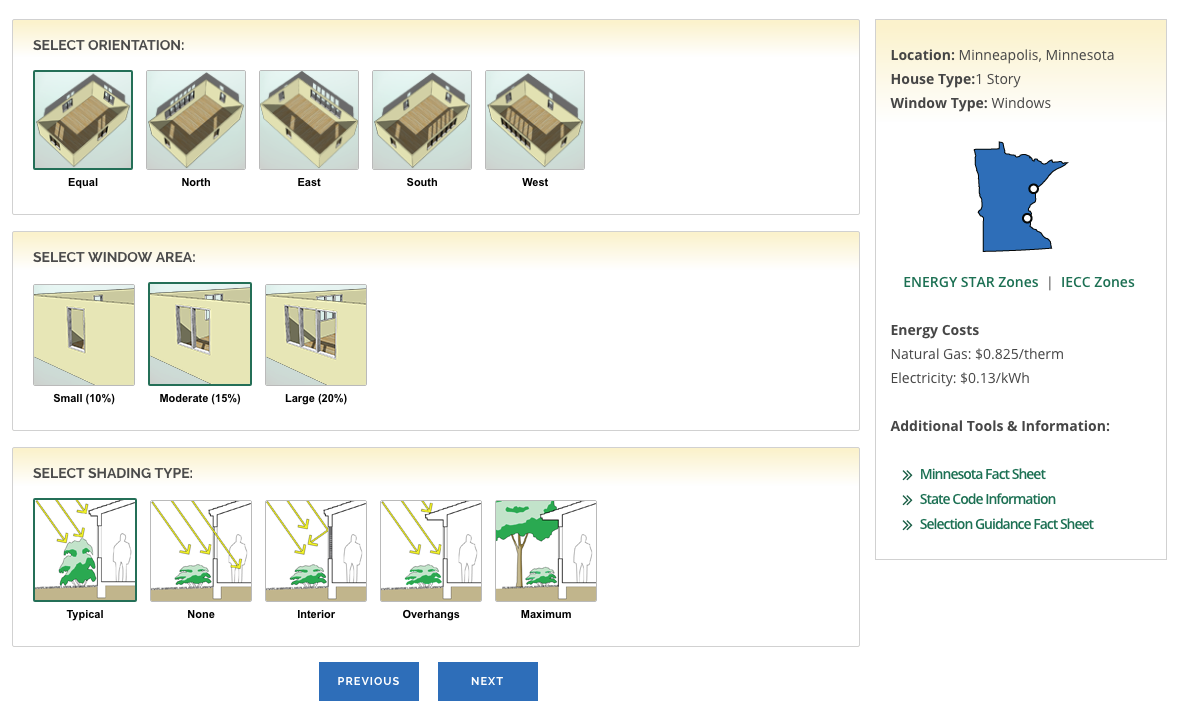 SELECT ORIENTATION:
Equal
North
East
South
West
SELECT WINDOW AREA:
Small (10%)
Moderate (15%)
Large (20%)
SELECT SHADING TYPE:
Typical
None
Interior
Overhangs
Maximum
PREVIOUS
NEXT
Location: Minneapolis, Minnesota
House Type:1 Story
Window Type: Windows
ENERGY STAR Zones | IECC Zones
Energy Costs
Natural Gas: $0.825/therm
Electricity: $0.13/kWh
Additional Tools & Information:
Minnesota Fact Sheet
State Code Information
Selection Guidance Fact Sheet